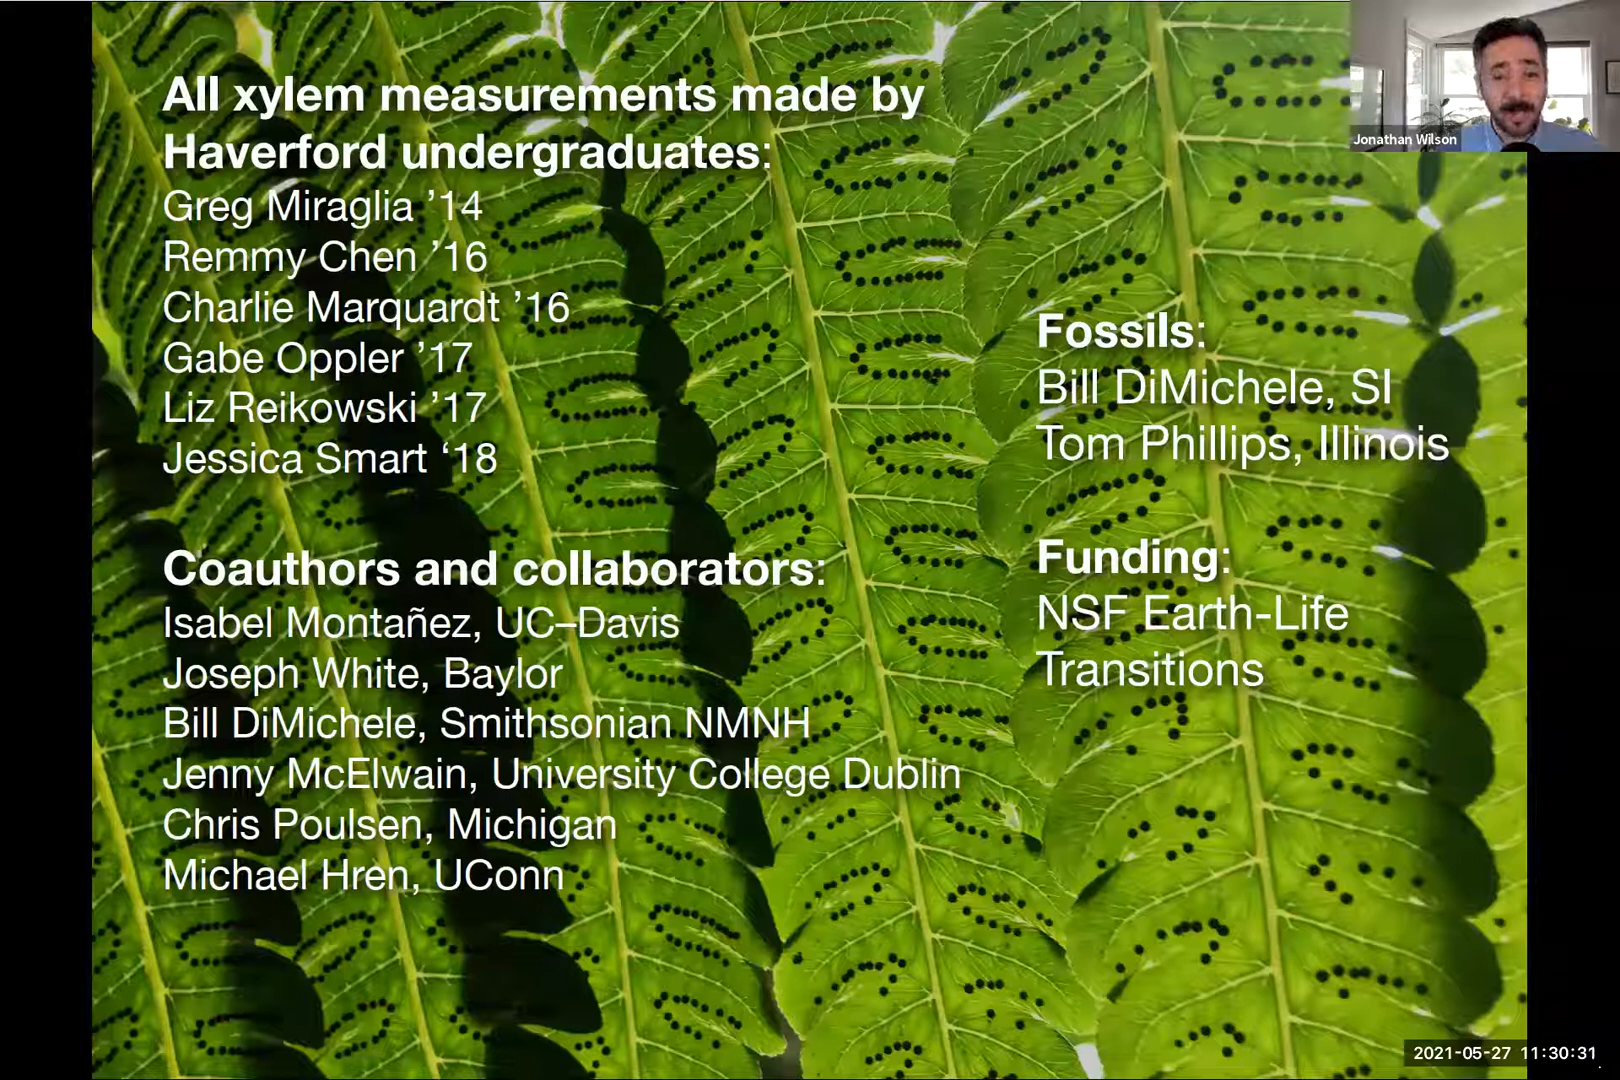 All xylem measurements made by
Haverford undergraduates:
Greg Miraglia ’14
Remmy Chen ’16
Charlie Marquardt ’16
Gabe Oppler ’17
Liz Reikowski ’17
Jessica Smart ‘18
Coauthors and collaborators:
Isabel Montañez, UC–Davis
Joseph White, Baylor
Bill DiMichele, Smithsonian NMNH
Jenny McElwain, University College Dublin
Chris Poulsen, Michigan
Michael Hren, UConn
Fossils:
Bill DiMichele, SI
Tom Phillips, Illinois
Funding:
NSF Earth-Life
Transitions
Jonathan Wilson
2021-05-27 11:30:31